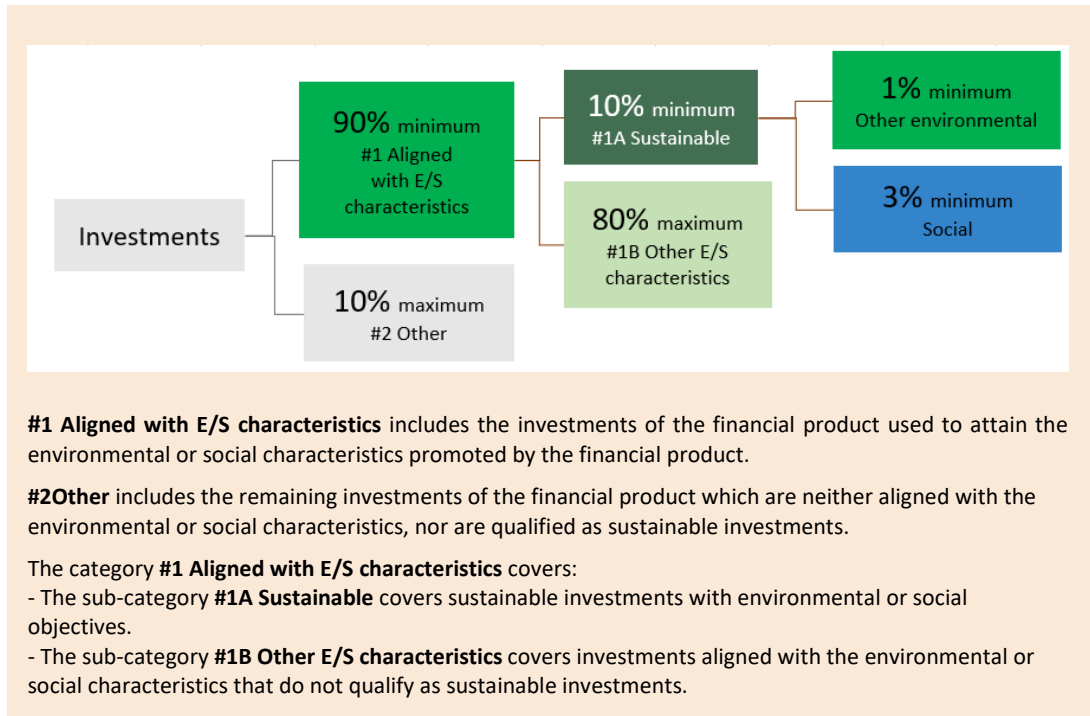 Investments
90% minimum
#1 Aligned
with E/S
characteristics
10% maximum
#2 Other
10% minimum
#1A Sustainable
80% maximum
#1B Other E/S
characteristics
1% minimum
Other environmental
3% minimum
Social
#1 Aligned with E/S characteristics includes the investments of the financial product used to attain the
environmental or social characteristics promoted by the financial product.
#2Other includes the remaining investments of the financial product which are neither aligned with the
environmental or social characteristics, nor are qualified as sustainable investments.
The category #1 Aligned with E/S characteristics covers:
- The sub-category #1A Sustainable covers sustainable investments with environmental or social
objectives.
- The sub-category #1B Other E/S characteristics covers investments aligned with the environmental or
social characteristics that do not qualify as sustainable investments.